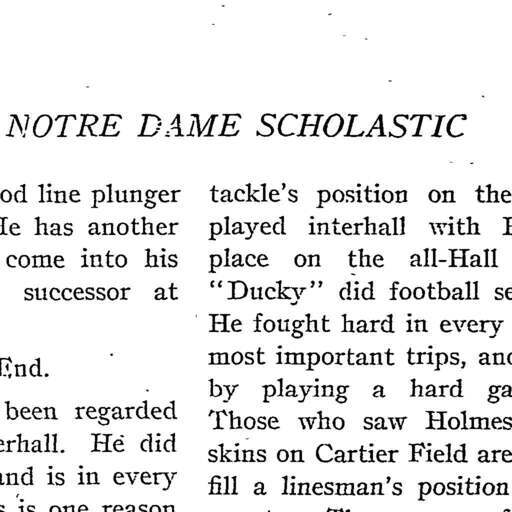 NOTRE DAME SCHOLASTIC
od line plunger
He has another
come into his
successor at
End.
been regarded
erhall. He did
and is in every
s is one reason
tackle's position on the
played interhall with
place on the all-Hall
"Ducky" did football se
He fought hard in every
most important trips, and
by playing a hard ga
Those who saw Holmes
skins on Cartier Field are
fill a linesman's position